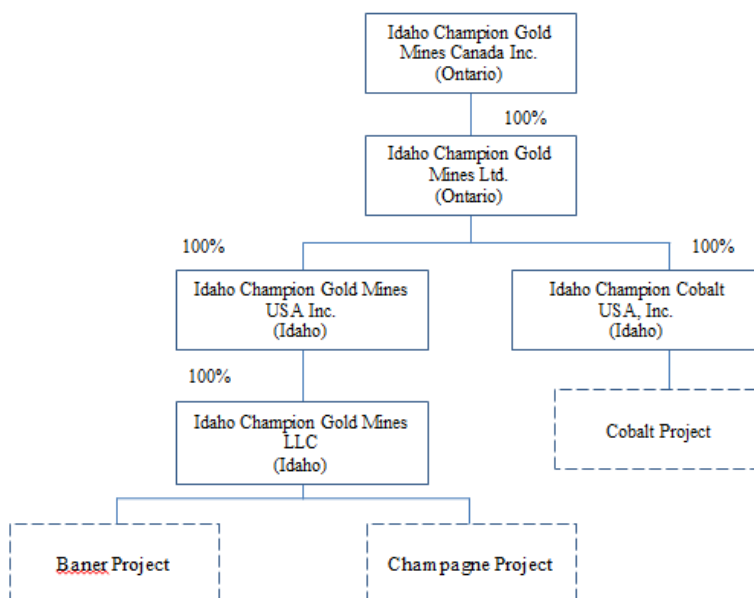 Idaho Champion Gold
Mines Canada Inc.
(Ontario)
100%
Idaho Champion Gold
Mines Ltd.
(Ontario)
100%
100%
Idaho Champion Gold Mines
USA Inc.
(Idaho)
Idaho Champion Cobalt
USA, Inc.
(Idaho)
100%
Idaho Champion Gold Mines
LLC
(Idaho)
Cobalt Project
Baner Project
Champagne Project